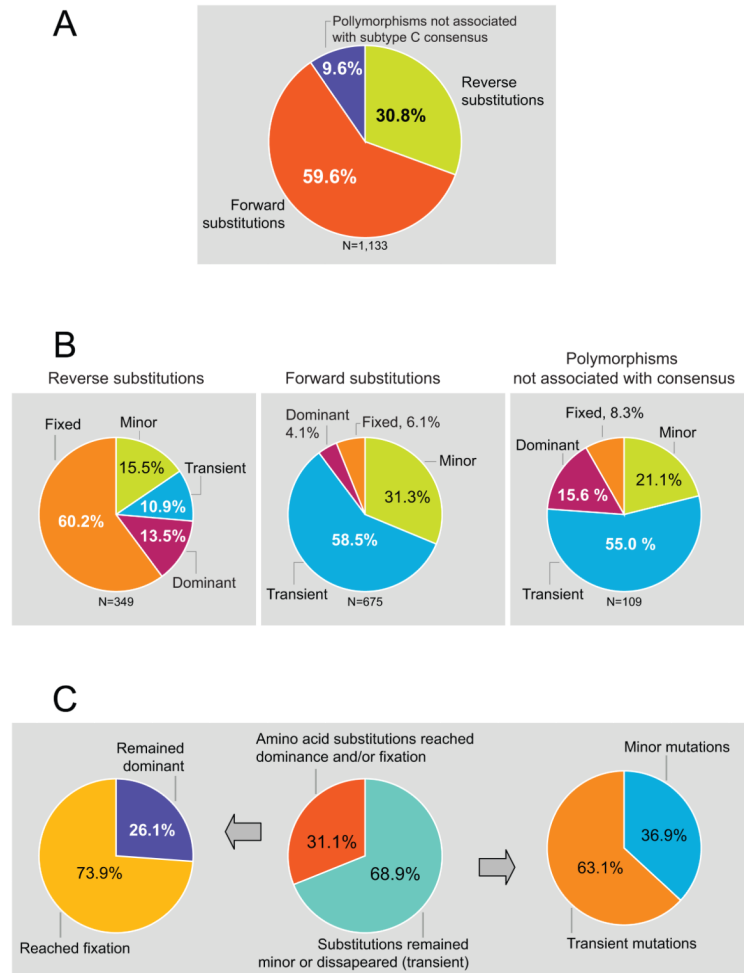 A
Pollymorphisms not associated
with subtype C consensus
9.6%
Reverse
substitutions
30.8%
59.6%
Forward
substitutions
N=1,133
B
Reverse substitutions
Fixed
Minor
15.5%
Transient
10.9%
60.2%
13.5%
Dominant
N=349
Forward substitutions
Dominant
4.1%
Fixed, 6.1%
Minor
31.3%
58.5%
Transient
N=675
Polymorphisms
not associated with consensus
Fixed, 8.3%
Dominant
Minor
15.6 %
21.1%
55.0 %
Transient
N=109
C
Remained
dominant
26.1%
73.9%
Reached fixation
Amino acid substitutions reached
dominance and/or fixation
31.1%
68.9%
Substitutions remained
minor or dissapeared (transient)
Minor mutations
36.9%
63.1%
Transient mutations